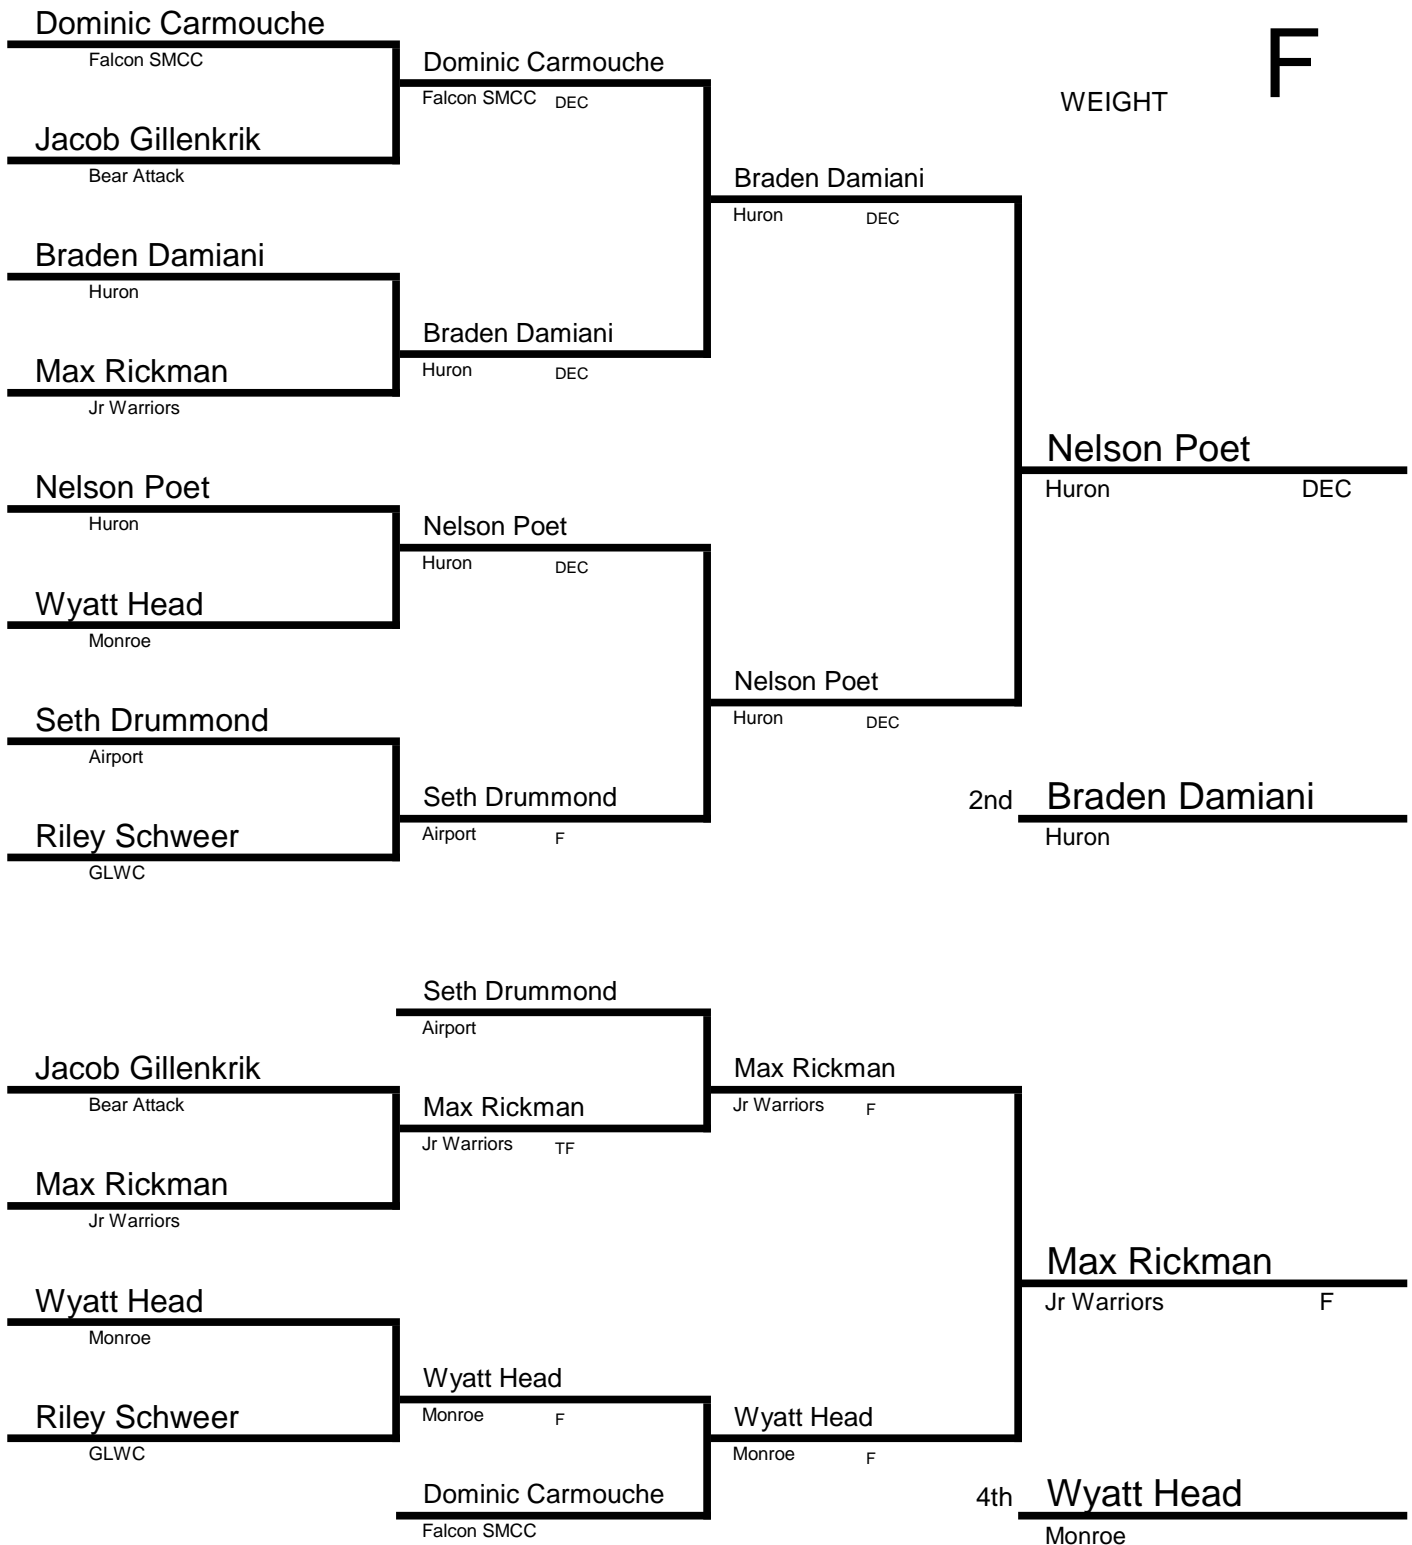 Dominic Carmouche
Falcon SMCC
Dominic Carmouche
Falcon SMCC DEC
WEIGHT F
Jacob Gillenkrik
Bear Attack
Braden Damiani
Huron DEC
Braden Damiani
Huron
Braden Damiani
Huron DEC
Max Rickman
Jr Warriors
Nelson Poet
Huron DEC
Nelson Poet
Huron
Nelson Poet
Huron DEC
Wyatt Head
Monroe
Nelson Poet
Huron DEC
Seth Drummond
Airport
Seth Drummond
Airport F
2nd Braden Damiani
Huron
Riley Schweer
GLWC
Seth Drummond
Airport
Jacob Gillenkrik
Bear Attack
Max Rickman
Jr Warriors F
Max Rickman
Jr Warriors TF
Max Rickman
Jr Warriors
Max Rickman
Jr Warriors F
Wyatt Head
Monroe
Wyatt Head
Monroe F
Riley Schweer
GLWC
Wyatt Head
Monroe F
Dominic Carmouche
Falcon SMCC
4th Wyatt Head
Monroe